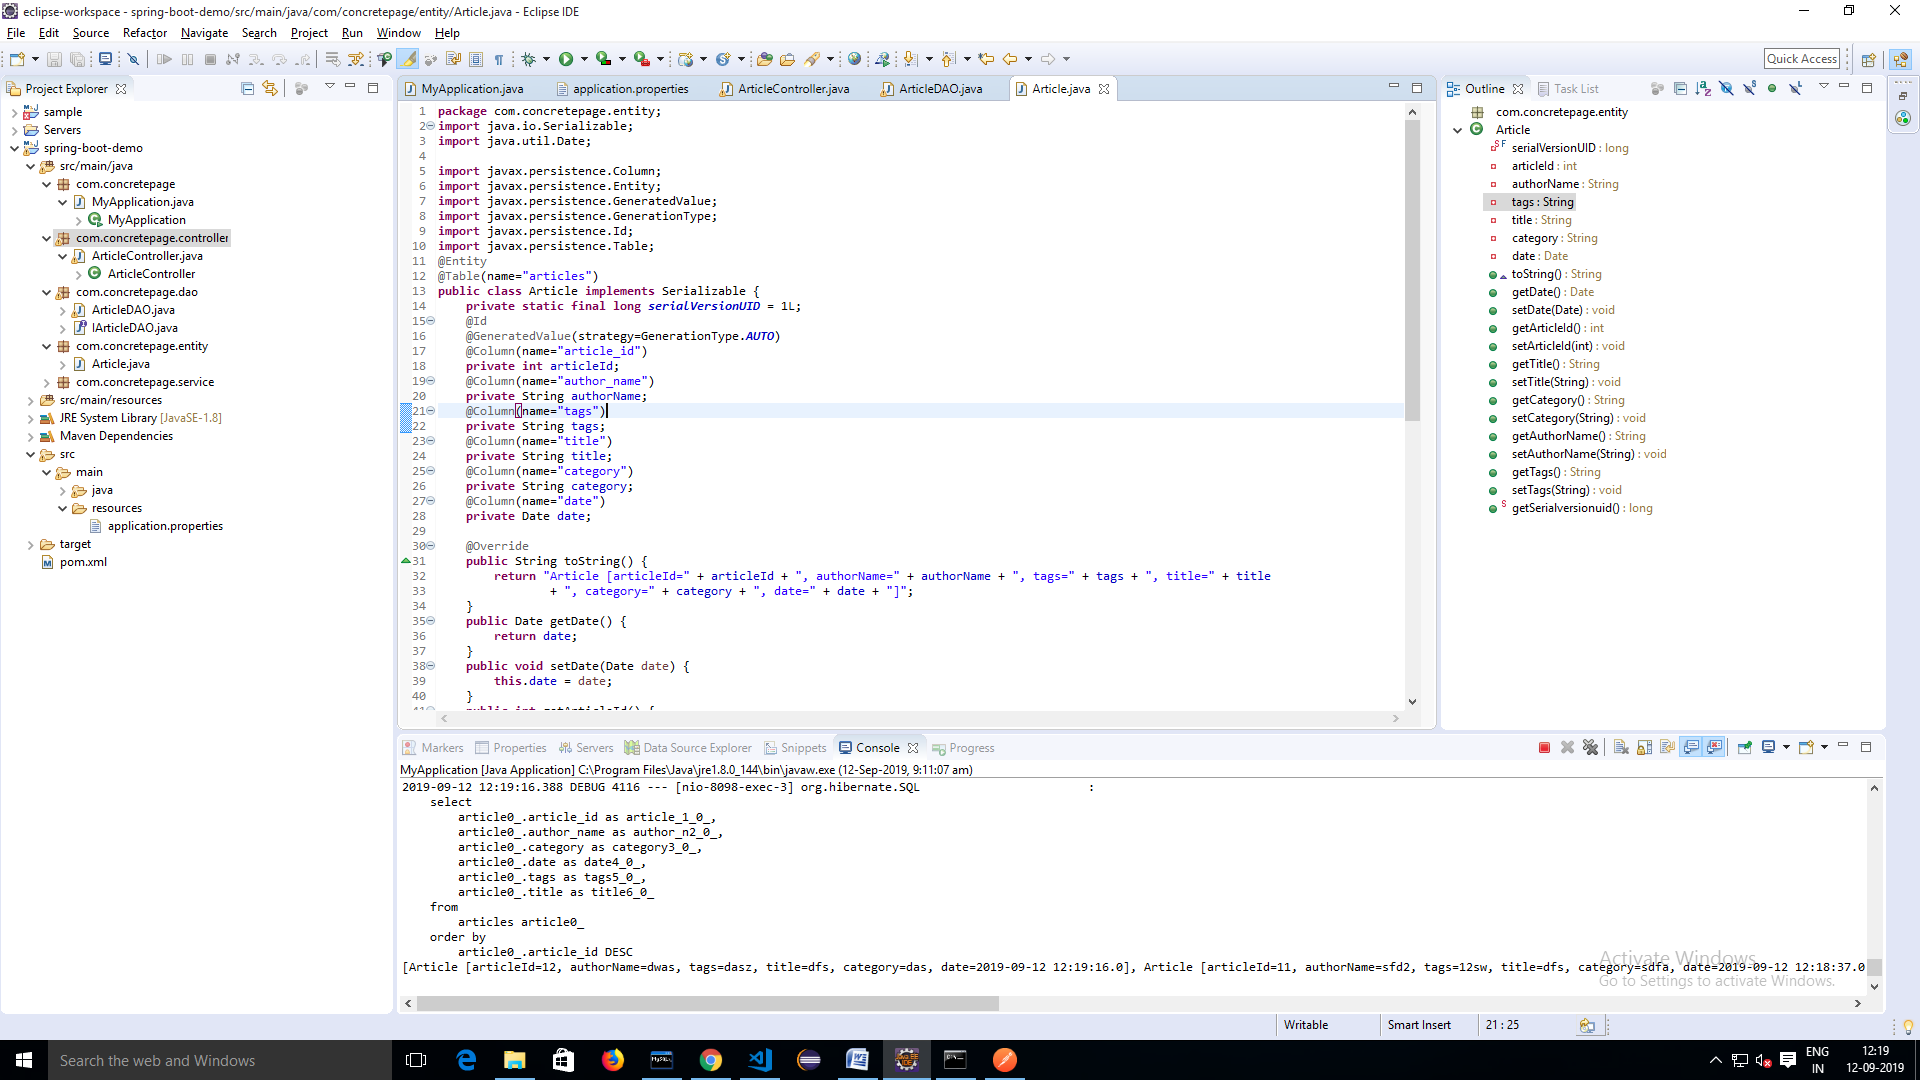 eclipse-workspace - spring-boot-demo/src/main/java/com/concretepage/entity/Article.java - Eclipse IDE
File Edit Source Refactor Navigate Search Project Run Window Help
Quick Access
Project Explorer
sample
Servers
spring-boot-demo
src/main/java
com.concretepage
MyApplication.java
MyApplication
com.concretepage.controller
ArticleController.java
ArticleController
com.concretepage.dao
ArticleDAO.java
IArticleDAO.java
com.concretepage.entity
Article.java
com.concretepage.service
src/main/resources
JRE System Library [JavaSE-1.8]
Maven Dependencies
src
main
java
resources
application.properties
target
pom.xml
MyApplication.java application.properties ArticleController.java ArticleDAO.java Article.java
1 package com.concretepage.entity;
2 import java.io.Serializable;
3 import java.util.Date;
4
5 import javax.persistence.Column;
6 import javax.persistence.Entity;
7 import javax.persistence.GeneratedValue;
8 import javax.persistence.GenerationType;
9 import javax.persistence.Id;
10 import javax.persistence.Table;
11 @Entity
12 @Table(name="articles")
13 public class Article implements Serializable {
14 private static final long serialVersionUID = 1L;
15 @Id
16 @GeneratedValue(strategy=GenerationType.AUTO)
17 @Column(name="article_id")
18 private int articleId;
19 @Column(name="author_name")
20 private String authorName;
21 @Column(name="tags")
22 private String tags;
23 @Column(name="title")
24 private String title;
25 @Column(name="category")
26 private String category;
27 @Column(name="date")
28 private Date date;
29
30 @Override
31 public String toString() {
32 return "Article [articleId=" + articleId + ", authorName=" + authorName + ", tags=" + tags + ", title=" + title
33 + ", category=" + category + ", date=" + date + "]";
34 }
35 public Date getDate() {
36 return date;
37 }
38 public void setDate(Date date) {
39 this.date = date;
40 }
41 public int getArticleId() {
Outline Task List
com.concretepage.entity
Article
serialVersionUID : long
articleId : int
authorName : String
tags : String
title : String
category : String
date : Date
toString() : String
getDate() : Date
setDate(Date) : void
getArticleId() : int
setArticleId(int) : void
getTitle() : String
setTitle(String) : void
getCategory() : String
setCategory(String) : void
getAuthorName() : String
setAuthorName(String) : void
getTags() : String
setTags(String) : void
getSerialversionuid() : long
Markers Properties Servers Data Source Explorer Snippets Console Progress
MyApplication [Java Application] C:\Program Files\Java\jre1.8.0_144\bin\javaw.exe (12-Sep-2019, 9:11:07 am)
2019-09-12 12:19:16.388 DEBUG 4116 --- [nio-8098-exec-3] org.hibernate.SQL :
select
article0_.article_id as article_1_0_,
article0_.author_name as author_n2_0_,
article0_.category as category3_0_,
article0_.date as date4_0_,
article0_.tags as tags5_0_,
article0_.title as title6_0_
from
articles article0_
order by
article0_.article_id DESC
[Article [articleId=12, authorName=dwas, tags=dasz, title=dfs, category=das, date=2019-09-12 12:19:16.0], Article [articleId=11, authorName=sfd2, tags=12sw, title=dfs, category=sdfa, date=2019-09-12 12:18:37.0
Activate Windows
Go to Settings to activate Windows.
Writable Smart Insert 21 : 25
Search the web and Windows
ENG
IN
12:19
12-09-2019